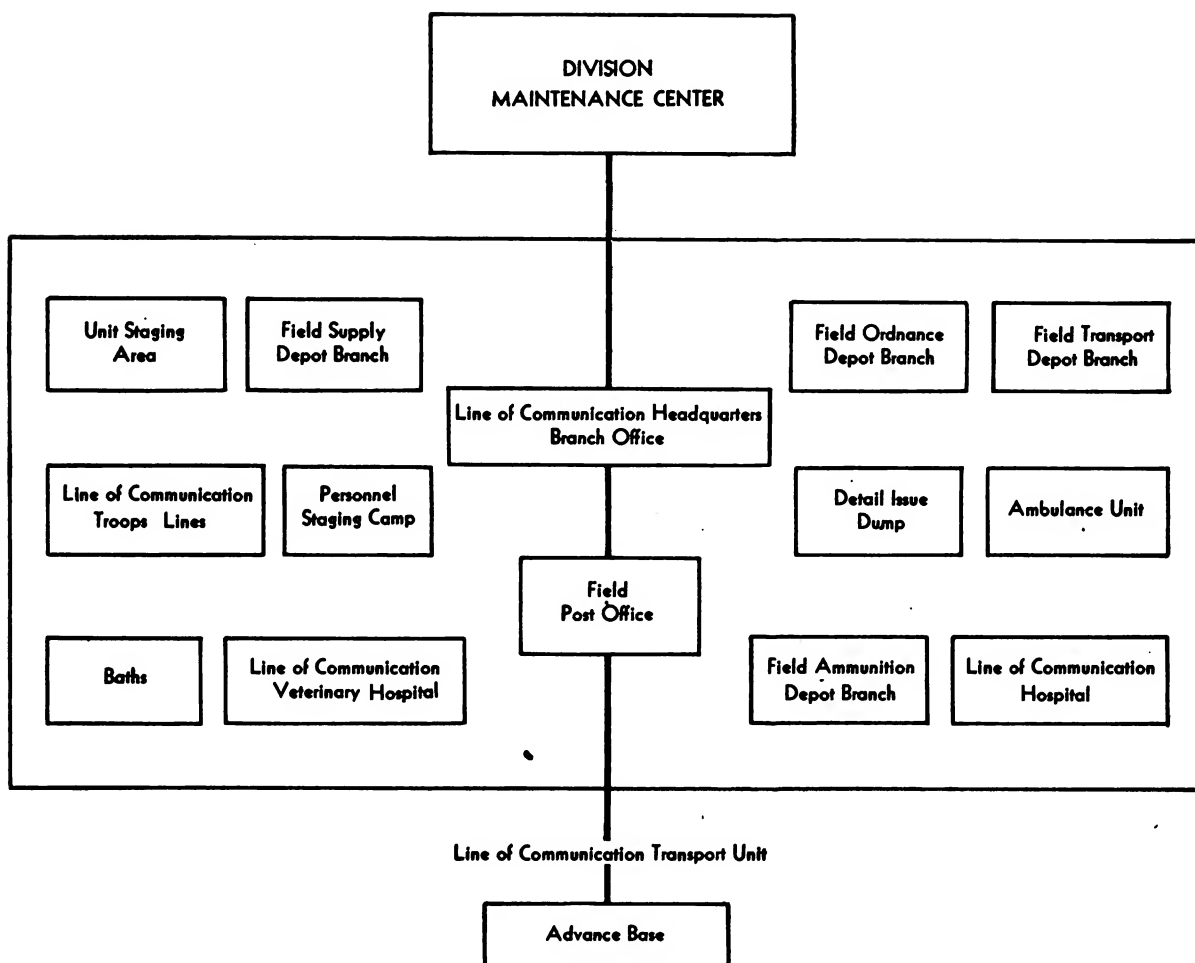 DIVISION
MAINTENANCE CENTER
Unit Staging
Area
Field Supply
Depot Branch
Field Ordnance
Depot Branch
Field Transport
Depot Branch
Line of Communication Headquarters
Branch Office
Line of Communication
Troops Lines
Personnel
Staging Camp
Detail Issue
Dump
Ambulance Unit
Field
Post Office
Baths
Line of Communication
Veterinary Hospital
Field Ammunition
Depot Branch
Line of Communication
Hospital
Line of Communication Transport Unit
Advance Base